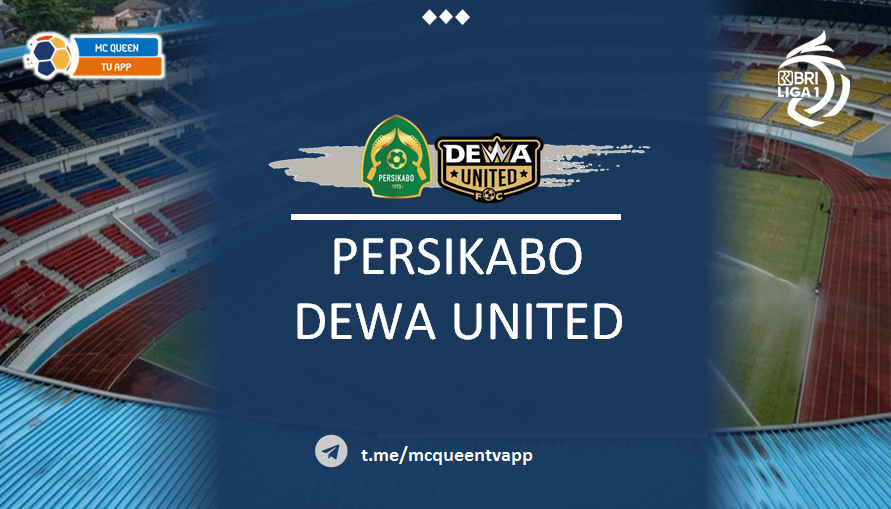 MC QUEEN
TV APP
BRI
LIGA 1
PERSIKABO
1973
DEWA
UNITED
FC
PERSIKABO
DEWA UNITED
t.me/mcqueentvapp